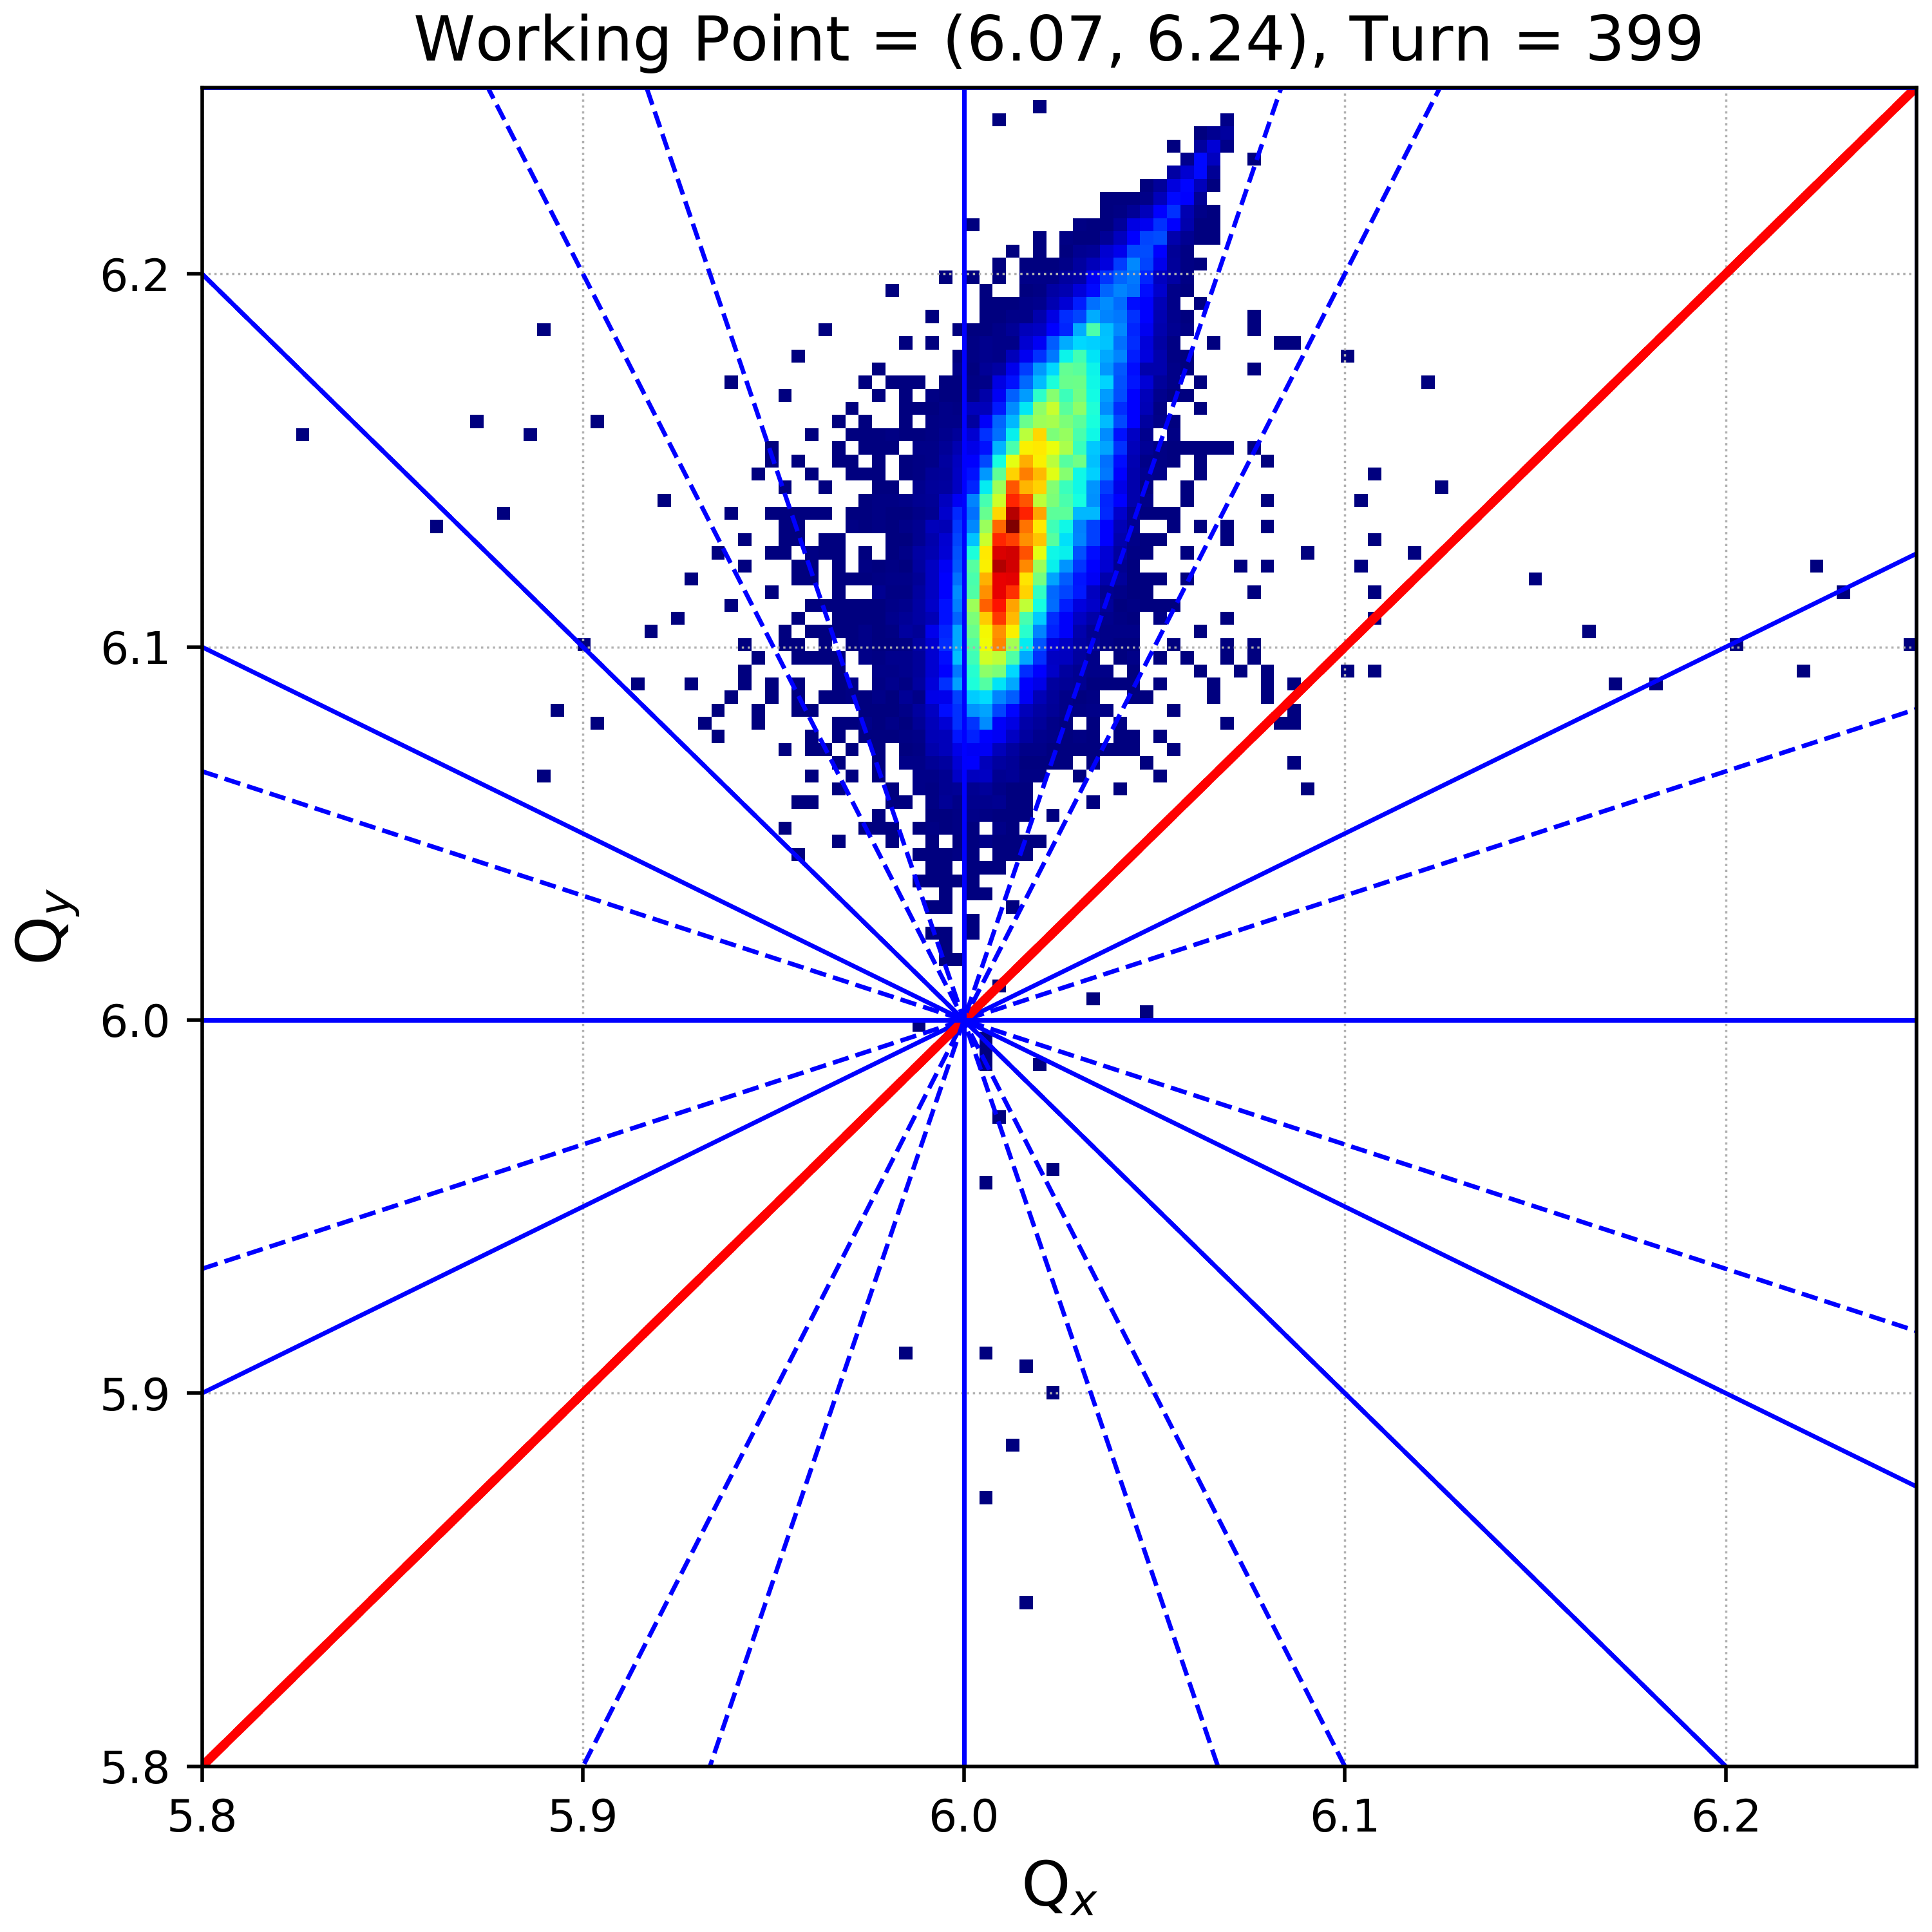 Working Point = (6.07, 6.24), Turn = 399
6.2
6.1
6.0
5.9
5.8
Qy
5.8 5.9 6.0 6.1 6.2
Qx